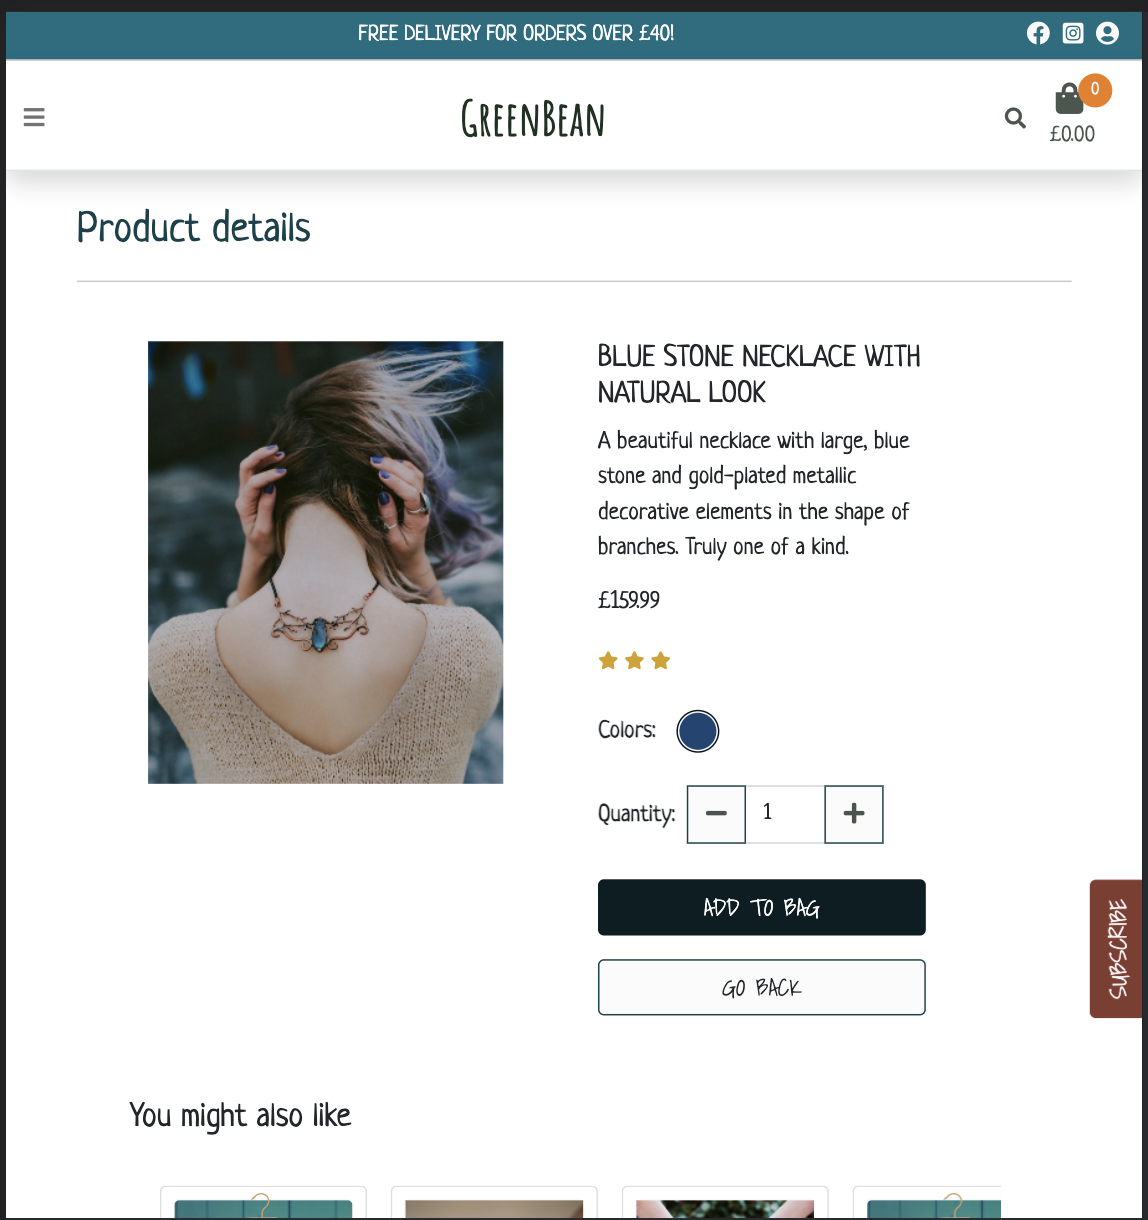 FREE DELIVERY FOR ORDERS OVER £40!
GREENBEAN
0
£0.00
Product details
BLUE STONE NECKLACE WITH
NATURAL LOOK
A beautiful necklace with large, blue
stone and gold-plated metallic
decorative elements in the shape of
branches. Truly one of a kind.
£159.99
Colors:
Quantity:
1
ADD TO BAG
GO BACK
SUBSCRIBE
You might also like